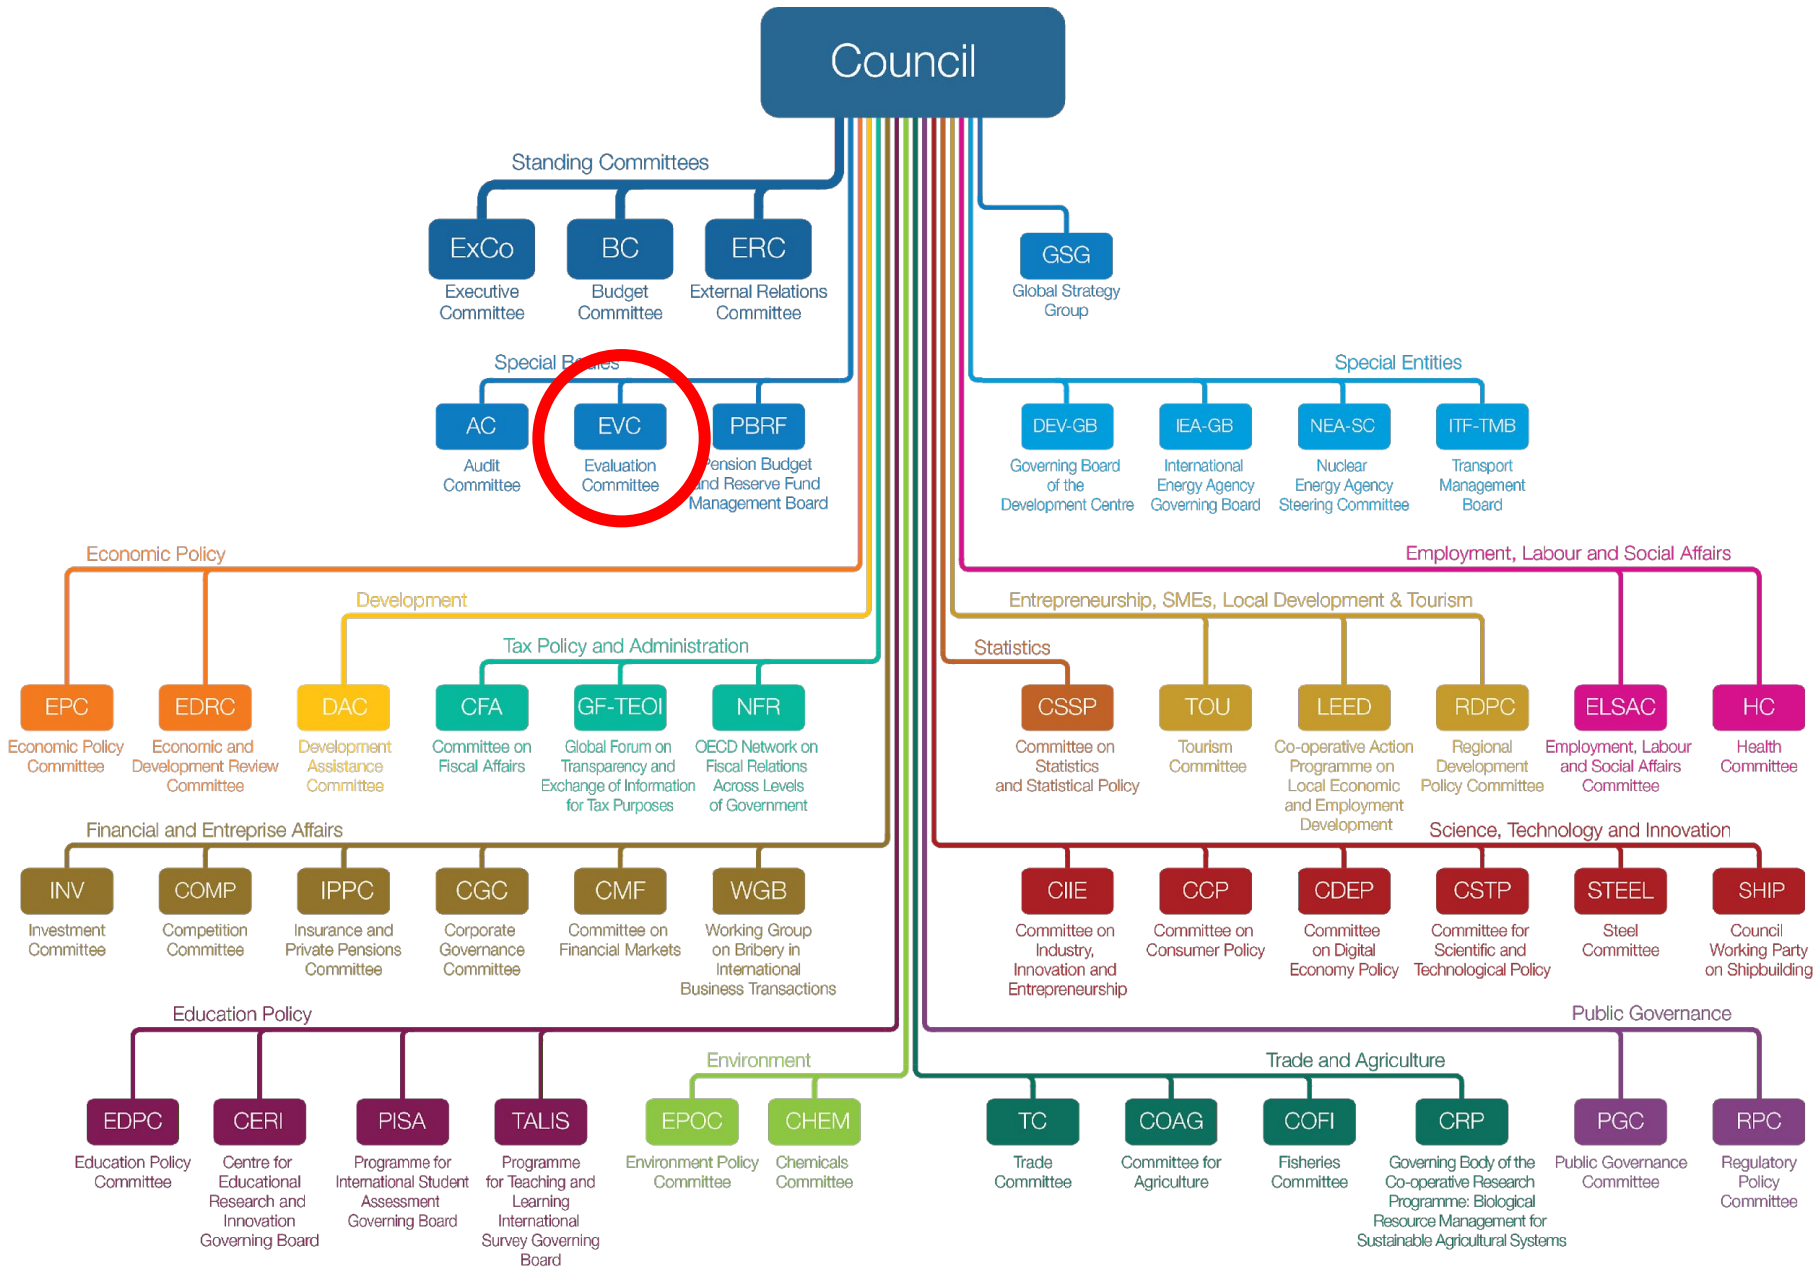 Council
Standing Committees
ExCo
BC
ERC
GSG
Executive
Committee
Budget
Committee
External Relations
Committee
Global Strategy
Group
Special Bodies
Special Entities
AC
EVC
PBRF
DEV-GB
IEA-GB
NEA-SC
ITF-TMB
Audit
Committee
Evaluation
Committee
Pension Budget
and Reserve Fund
Management Board
Governing Board
of the
Development Centre
International
Energy Agency
Governing Board
Nuclear
Energy Agency
Steering Committee
Transport
Management
Board
Economic Policy
Employment, Labour and Social Affairs
Development
Entrepreneurship, SMEs, Local Development & Tourism
Tax Policy and Administration
Statistics
EPC
EDRC
DAC
CFA
GF-TEOI
NFR
CSSP
TOU
LEED
RDPC
ELSAC
HC
Economic Policy
Committee
Economic and
Development Review
Committee
Development
Assistance
Committee
Committee on
Fiscal Affairs
Global Forum on
Transparency and
Exchange of Information
for Tax Purposes
OECD Network on
Fiscal Relations
Across Levels
of Government
Committee on
Statistics
and Statistical Policy
Tourism
Committee
Co-operative Action
Programme on
Local Economic
and Employment
Development
Regional
Development
Policy Committee
Employment, Labour
and Social Affairs
Committee
Health
Committee
Financial and Entreprise Affairs
Science, Technology and Innovation
INV
COMP
IPPC
CGC
CMF
WGB
CIIE
CCP
CDEP
CSTP
STEEL
SHIP
Investment
Committee
Competition
Committee
Insurance and
Private Pensions
Committee
Corporate
Governance
Committee
Committee on
Financial Markets
Working Group
on Bribery in
International
Business Transactions
Committee on
Industry,
Innovation and
Entrepreneurship
Committee on
Consumer Policy
Committee
on Digital
Economy Policy
Committee for
Scientific and
Technological Policy
Steel
Committee
Council
Working Party
on Shipbuilding
Education Policy
Public Governance
Environment
Trade and Agriculture
EDPC
CERI
PISA
TALIS
EPOC
CHEM
TC
COAG
COFI
CRP
PGC
RPC
Education Policy
Committee
Centre for
Educational
Research and
Innovation
Governing Board
Programme for
International Student
Assessment
Governing Board
Programme
for Teaching and
Learning
International
Survey Governing
Board
Environment Policy
Committee
Chemicals
Committee
Trade
Committee
Committee for
Agriculture
Fisheries
Committee
Governing Body of the
Co-operative Research
Programme: Biological
Resource Management for
Sustainable Agricultural Systems
Public Governance
Committee
Regulatory
Policy
Committee